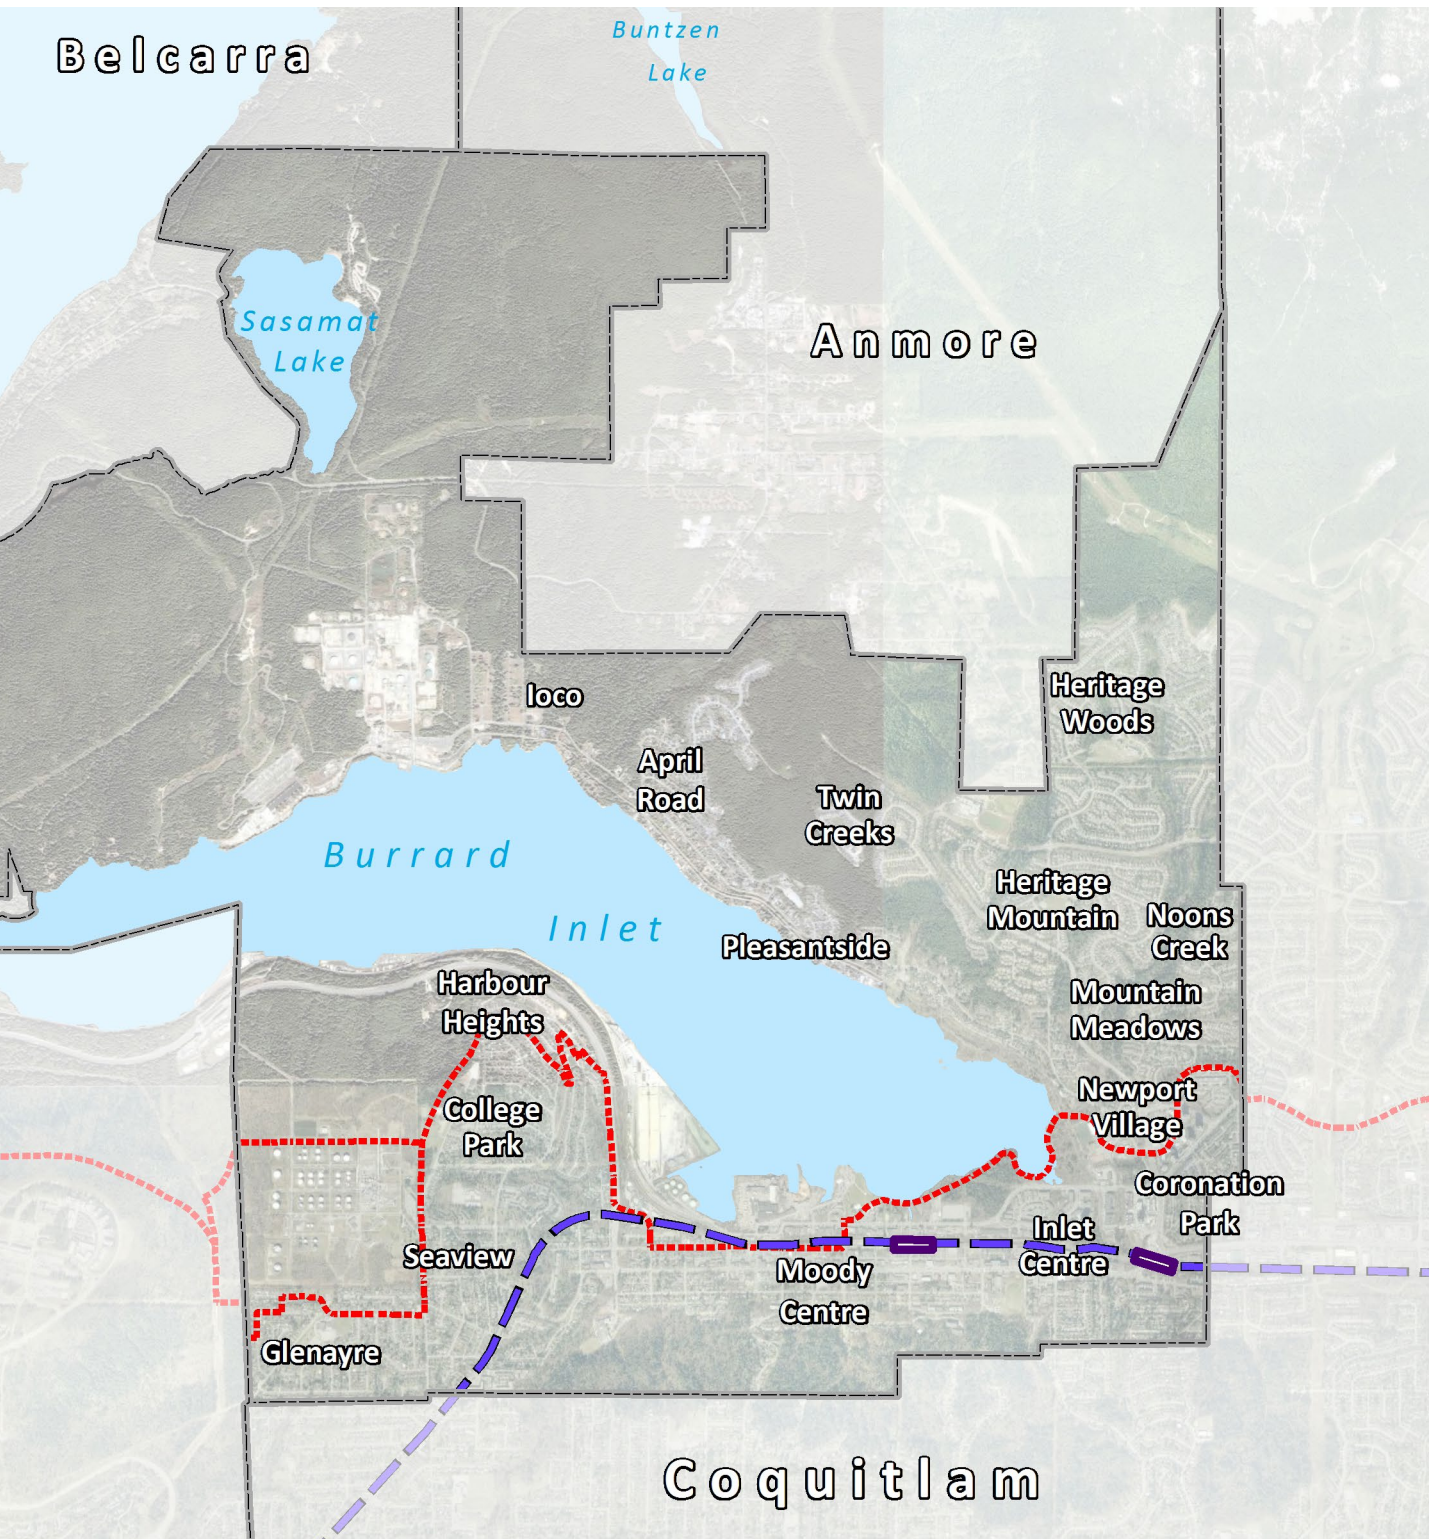 Buntzen
Lake
Belcarra
Sasamat
Lake
Anmore
Ioco
Heritage
Woods
April
Road
Twin
Creeks
Burrard
Inlet
Heritage
Mountain
Noons
Creek
Pleasantside
Harbour
Heights
Mountain
Meadows
Newport
Village
College
Park
Coronation
Park
Inlet
Centre
Seaview
Moody
Centre
Glenayre
Coquitlam